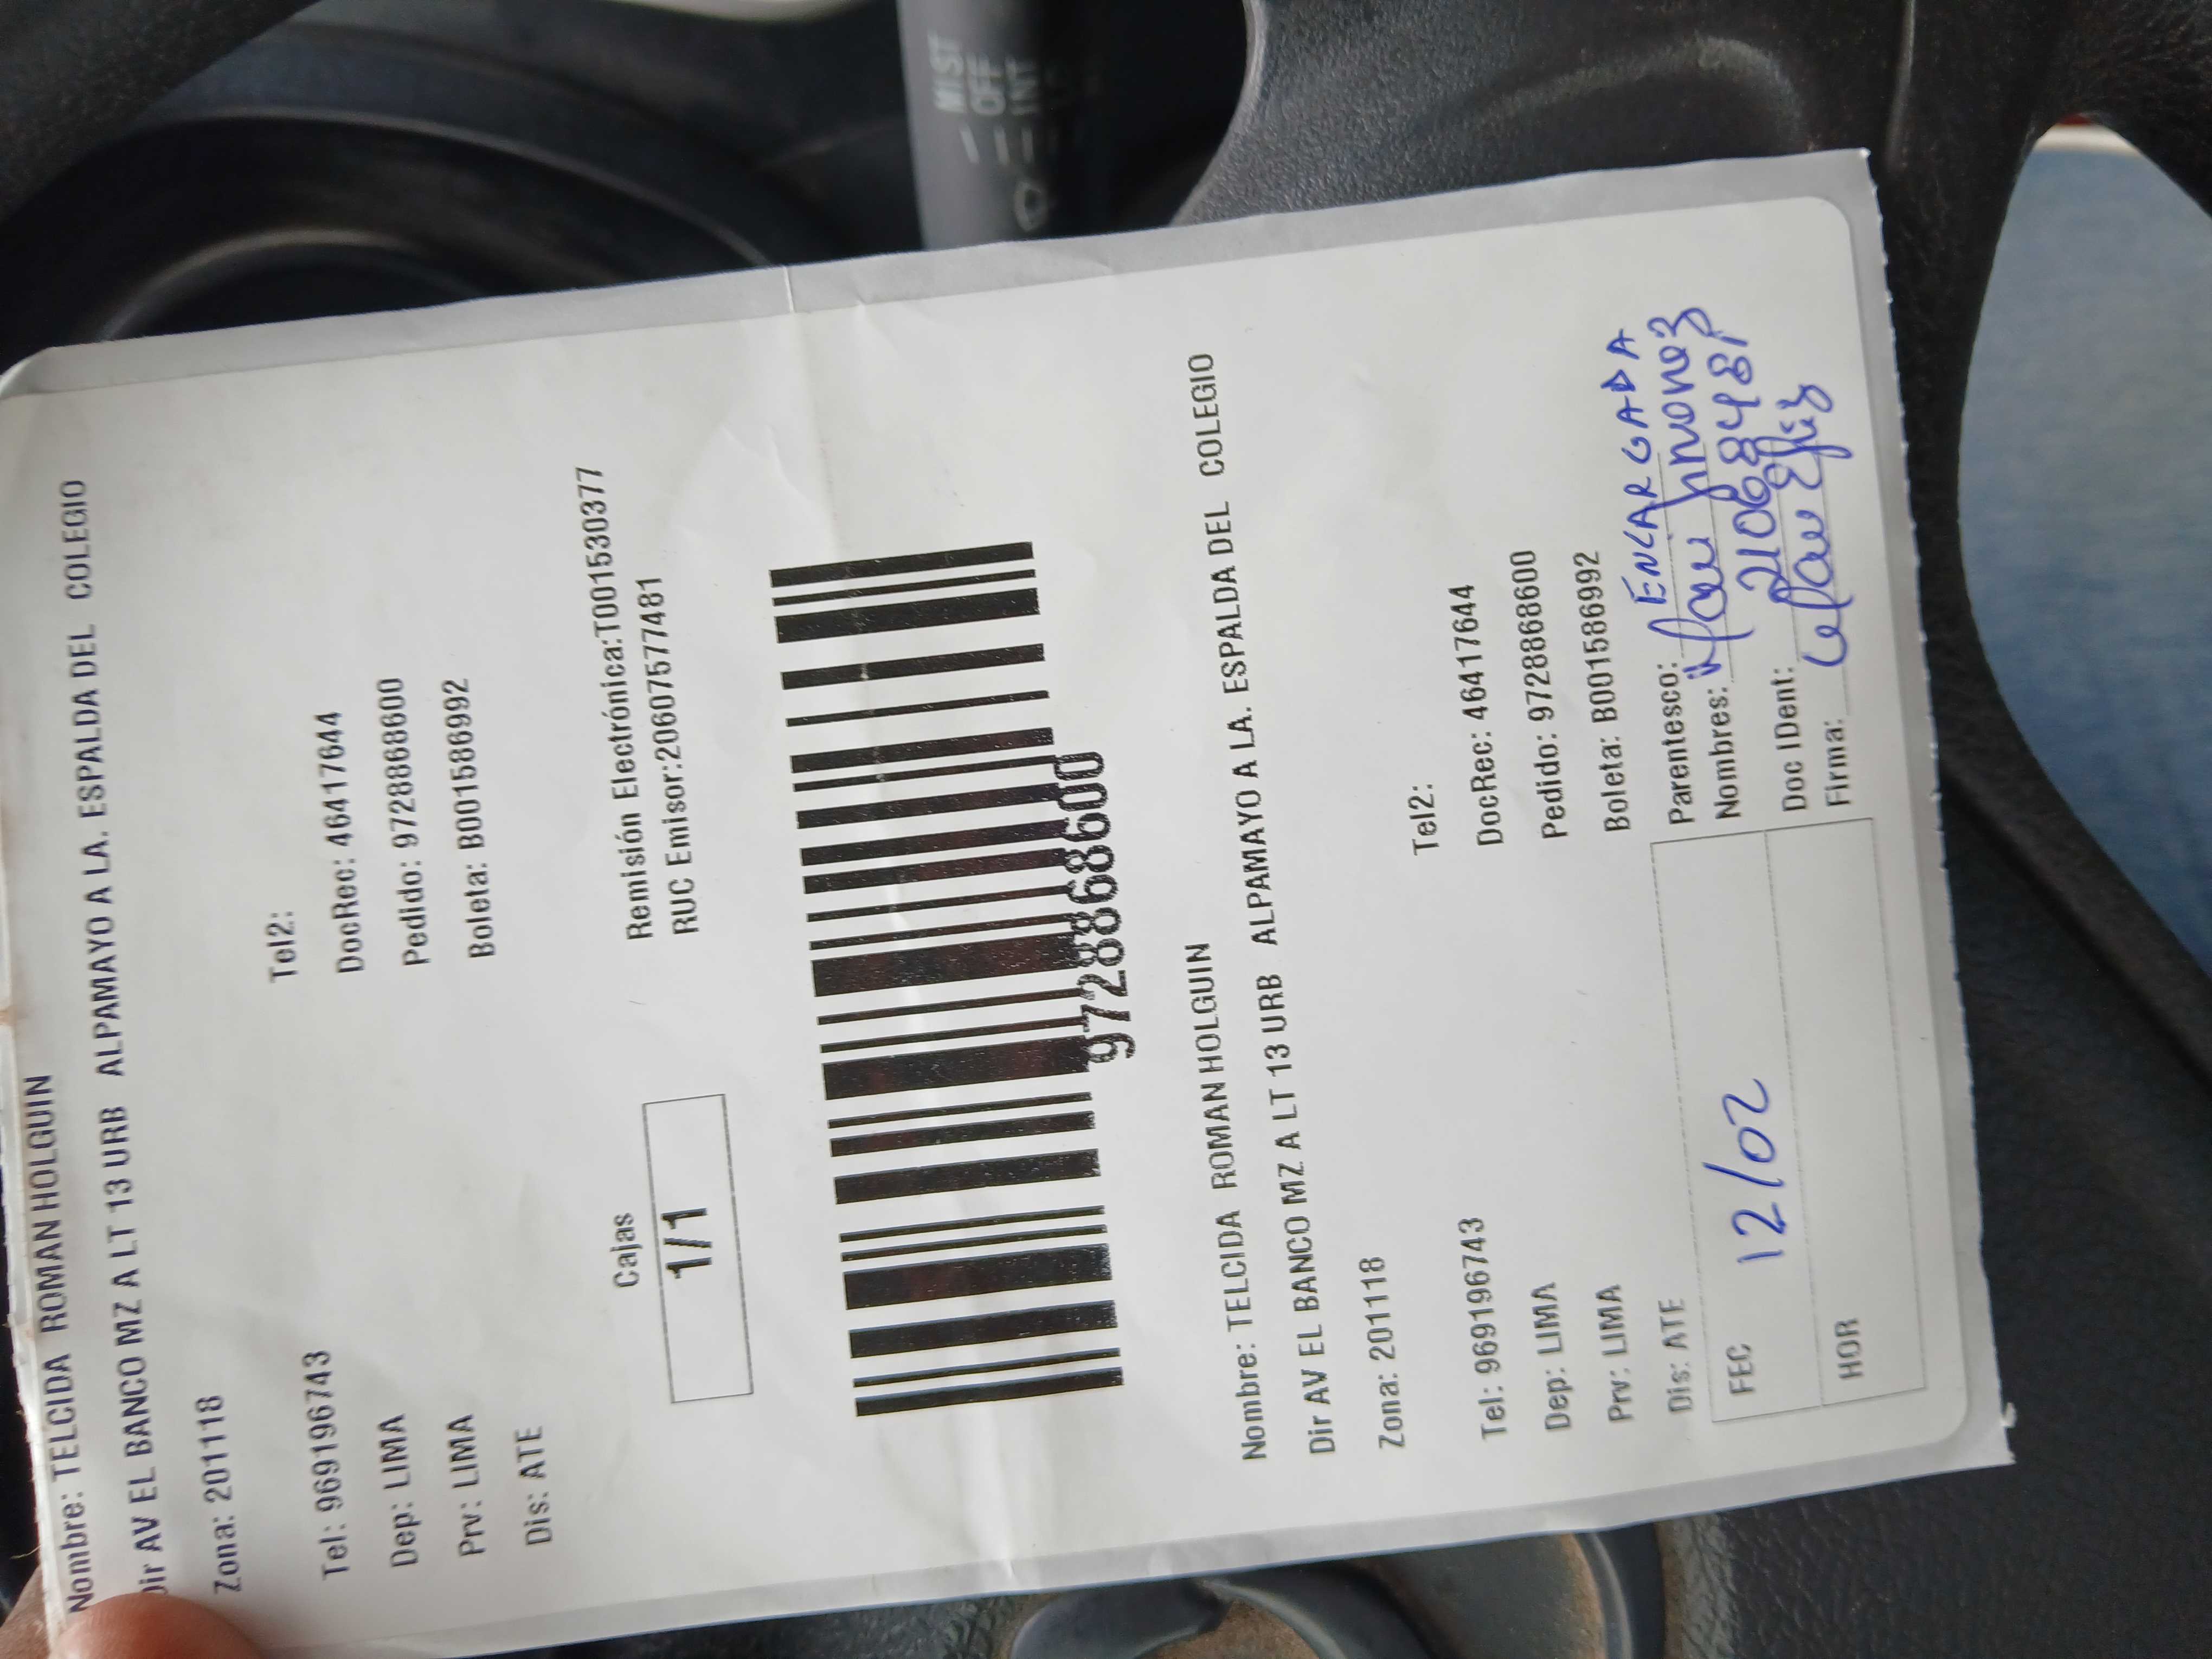 Nombre: TELCIDA ROMAN HOLGUIN
Dir AV EL BANCO MZ A LT 13 URB ALPAMAYO A LA. ESPALDA DEL COLEGIO
Zona: 201118
Tel: 969196743 Tel2:
Dep: LIMA DocRec: 46417644
Prv: LIMA Pedido: 9728868600
Dis: ATE Boleta: B001586992
Cajas Remisión Electrónica:T001530377
1/1 RUC Emisor:20607577481
9728868600
Nombre: TELCIDA ROMAN HOLGUIN
Dir AV EL BANCO MZ A LT 13 URB ALPAMAYO A LA. ESPALDA DEL COLEGIO
Zona: 201118
Tel: 969196743 Tel2:
Dep: LIMA DocRec: 46417644
Prv: LIMA Pedido: 9728868600
Dis: ATE Boleta: B001586992
FEC 12/02 Parentesco: ENCARGADA
Nombres:
HOR Doc IDent: 21068481
Firma:
MIST
OFF
INT